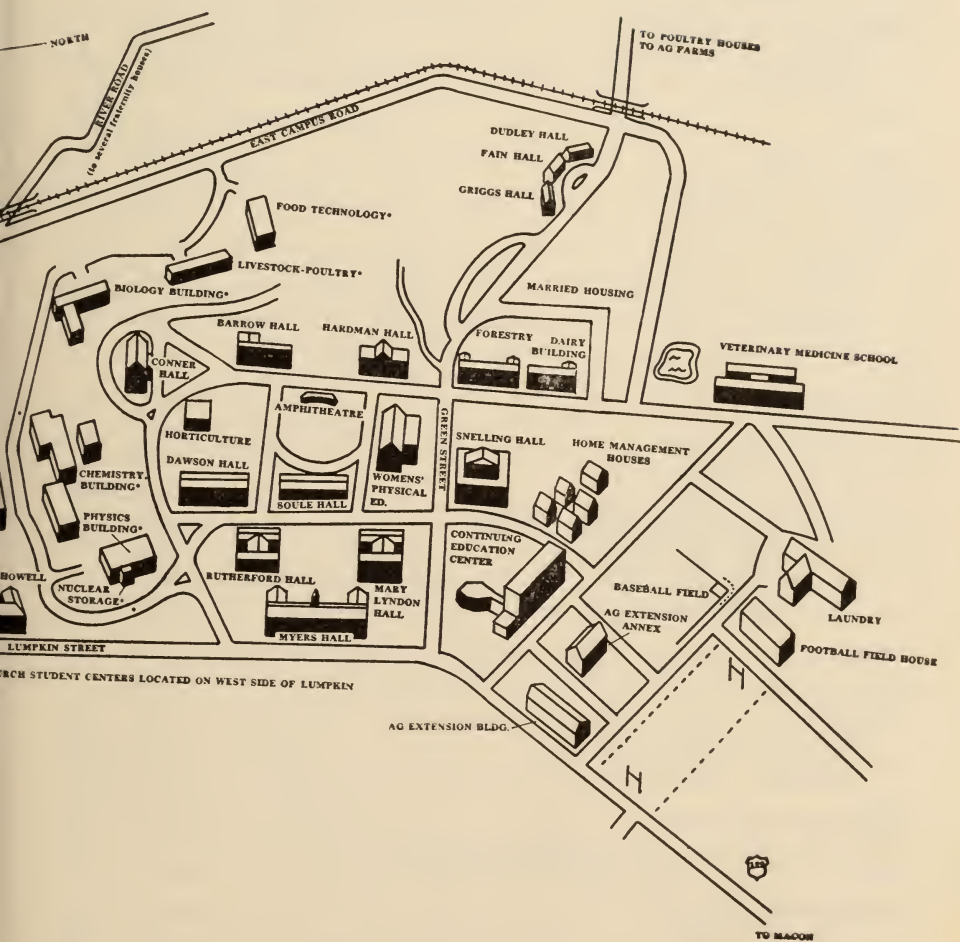 NORTH
RIVER ROAD
(to several fraternity houses)
EAST CAMPUS ROAD
TO POULTRY HOUSES
TO AG FARMS
DUDLEY HALL
FAIN HALL
GRIGGS HALL
FOOD TECHNOLOGY*
LIVESTOCK-POULTRY*
BIOLOGY BUILDING*
MARRIED HOUSING
BARROW HALL
HARDMAN HALL
FORESTRY
DAIRY
BUILDING
VETERINARY MEDICINE SCHOOL
CONNER
HALL
AMPHITHEATRE
HORTICULTURE
GREEN STREET
SNELLING HALL
HOME MANAGEMENT
HOUSES
DAWSON HALL
SOULE HALL
WOMENS'
PHYSICAL
ED.
CHEMISTRY
BUILDING*
PHYSICS
BUILDING*
CONTINUING
EDUCATION
CENTER
HOWELL
NUCLEAR
STORAGE*
RUTHERFORD HALL
MARY
LYNDON
HALL
MYERS HALL
BASEBALL FIELD
AG EXTENSION
ANNEX
LAUNDRY
FOOTBALL FIELD HOUSE
LUMPKIN STREET
URCH STUDENT CENTERS LOCATED ON WEST SIDE OF LUMPKIN
AG EXTENSION BLDG.
TO MACON